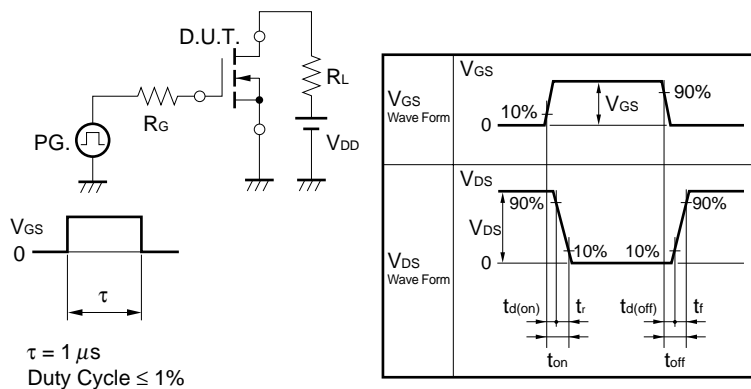 D.U.T.
RL
RG
PG.
VDD
VGS
0
τ
τ = 1 μs
Duty Cycle ≤ 1%
VGS
Wave Form
VGS
10%
VGS
90%
0
VDS
Wave Form
VDS
90%
VDS
10%
10%
90%
0
td(on)
tr
td(off)
tf
ton
toff